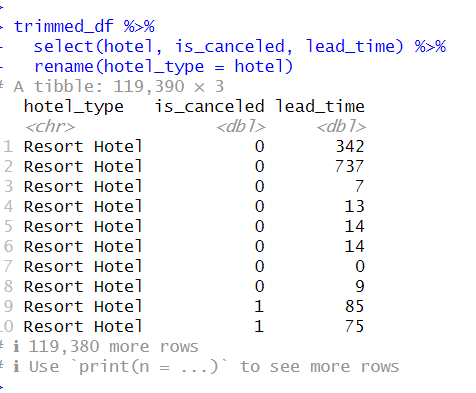 >
> trimmed_df %>%
-   select(hotel, is_canceled, lead_time) %>%
-   rename(hotel_type = hotel)
# A tibble: 119,390 × 3
hotel_type   is_canceled lead_time
<chr>              <dbl>     <dbl>
1 Resort Hotel           0       342
2 Resort Hotel           0       737
3 Resort Hotel           0         7
4 Resort Hotel           0        13
5 Resort Hotel           0        14
6 Resort Hotel           0        14
7 Resort Hotel           0         0
8 Resort Hotel           0         9
9 Resort Hotel           1        85
10 Resort Hotel           1        75
# ℹ 119,380 more rows
# ℹ Use `print(n = ...)` to see more rows
>